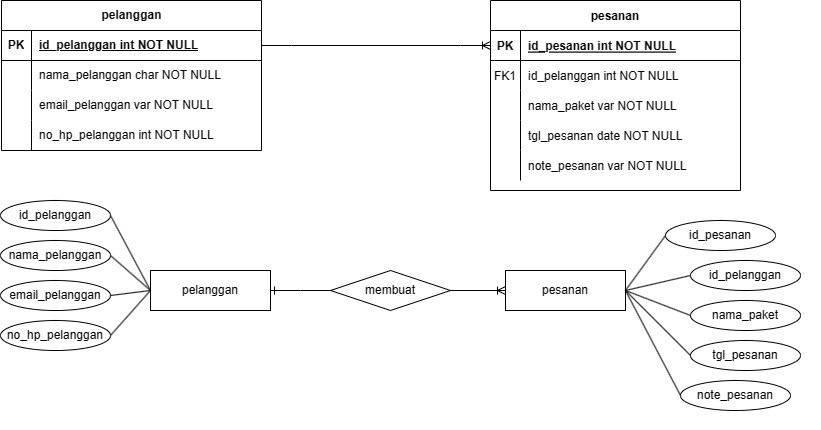 pelanggan
PK id_pelanggan int NOT NULL
nama_pelanggan char NOT NULL
email_pelanggan var NOT NULL
no_hp_pelanggan int NOT NULL
pesanan
PK id_pesanan int NOT NULL
FK1 id_pelanggan int NOT NULL
nama_paket var NOT NULL
tgl_pesanan date NOT NULL
note_pesanan var NOT NULL
id_pelanggan
nama_pelanggan
email_pelanggan
no_hp_pelanggan
pelanggan
membuat
pesanan
id_pesanan
id_pelanggan
nama_paket
tgl_pesanan
note_pesanan